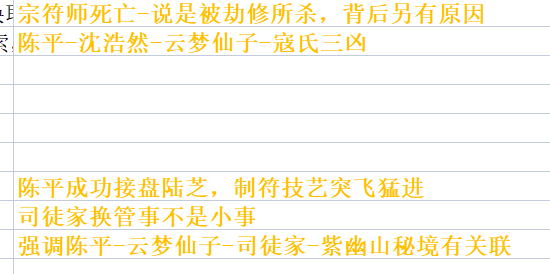 宗符师死亡-说是被劫修所杀，背后另有原因
陈平-沈浩然-云梦仙子-寇氏三凶
陈平成功接盘陆芝，制符技艺突飞猛进
司徒家换管事不是小事
强调陈平-云梦仙子-司徒家-紫幽山秘境有关联